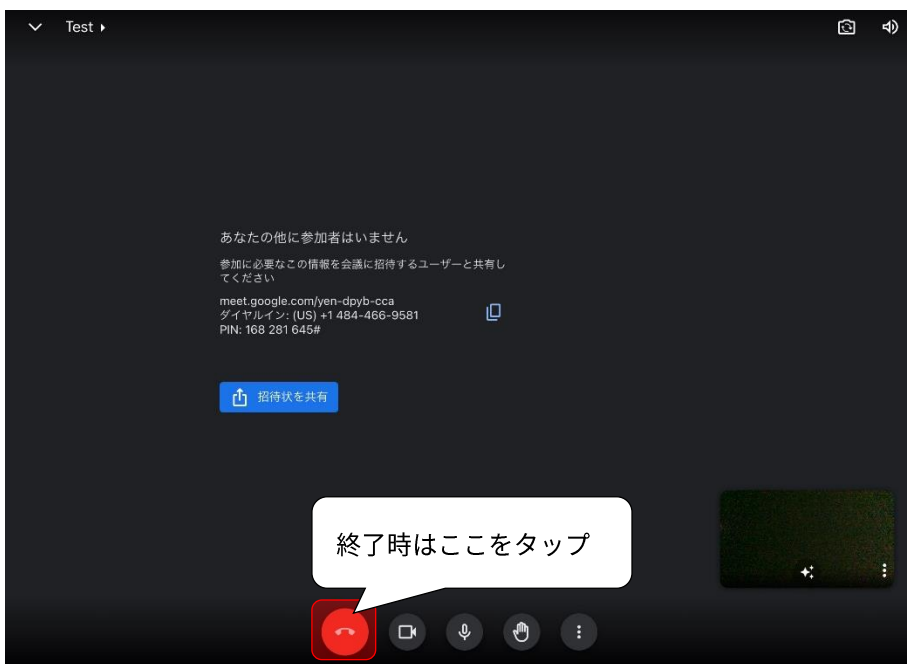 Test
あなたの他に参加者はいません
参加に必要なこの情報を会議に招待するユーザーと共有し
てください
meet.google.com/yen-dpyb-cca
ダイヤルイン: (US) +1 484-466-9581
PIN: 168 281 645#
招待状を共有
終了時はここをタップ